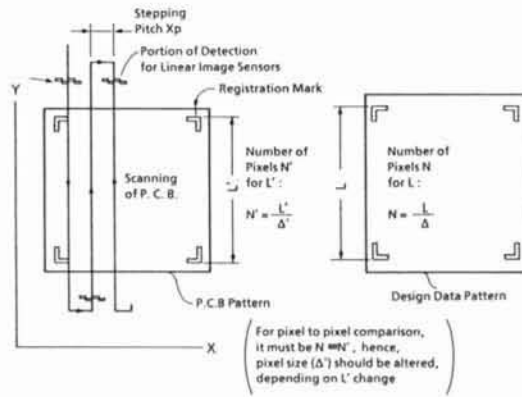 Stepping
Pitch Xp
Portion of Detection
for Linear Image Sensors
Y
Registration Mark
Number of
Pixels N'
for L' :
N' = L'/Δ'
L'
Scanning
of P. C. B.
L
Number of
Pixels N
for L :
N = L/Δ
P.C.B Pattern
Design Data Pattern
X
For pixel to pixel comparison,
it must be N = N' , hence,
pixel size (Δ') should be altered,
depending on L' change